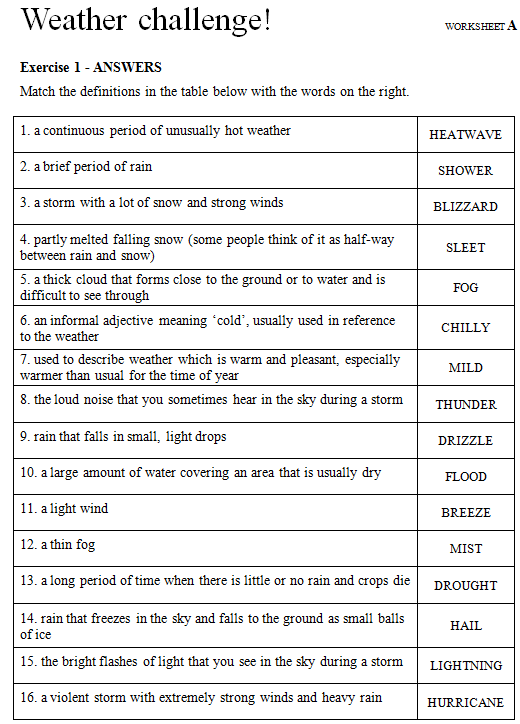 Weather challenge!
WORKSHEET A
Exercise 1 - ANSWERS
Match the definitions in the table below with the words on the right.
1. a continuous period of unusually hot weather
HEATWAVE
2. a brief period of rain
SHOWER
3. a storm with a lot of snow and strong winds
BLIZZARD
4. partly melted falling snow (some people think of it as half-way
between rain and snow)
SLEET
5. a thick cloud that forms close to the ground or to water and is
difficult to see through
FOG
6. an informal adjective meaning ‘cold’, usually used in reference
to the weather
CHILLY
7. used to describe weather which is warm and pleasant, especially
warmer than usual for the time of year
MILD
8. the loud noise that you sometimes hear in the sky during a storm
THUNDER
9. rain that falls in small, light drops
DRIZZLE
10. a large amount of water covering an area that is usually dry
FLOOD
11. a light wind
BREEZE
12. a thin fog
MIST
13. a long period of time when there is little or no rain and crops die
DROUGHT
14. rain that freezes in the sky and falls to the ground as small balls
of ice
HAIL
15. the bright flashes of light that you see in the sky during a storm
LIGHTNING
16. a violent storm with extremely strong winds and heavy rain
HURRICANE